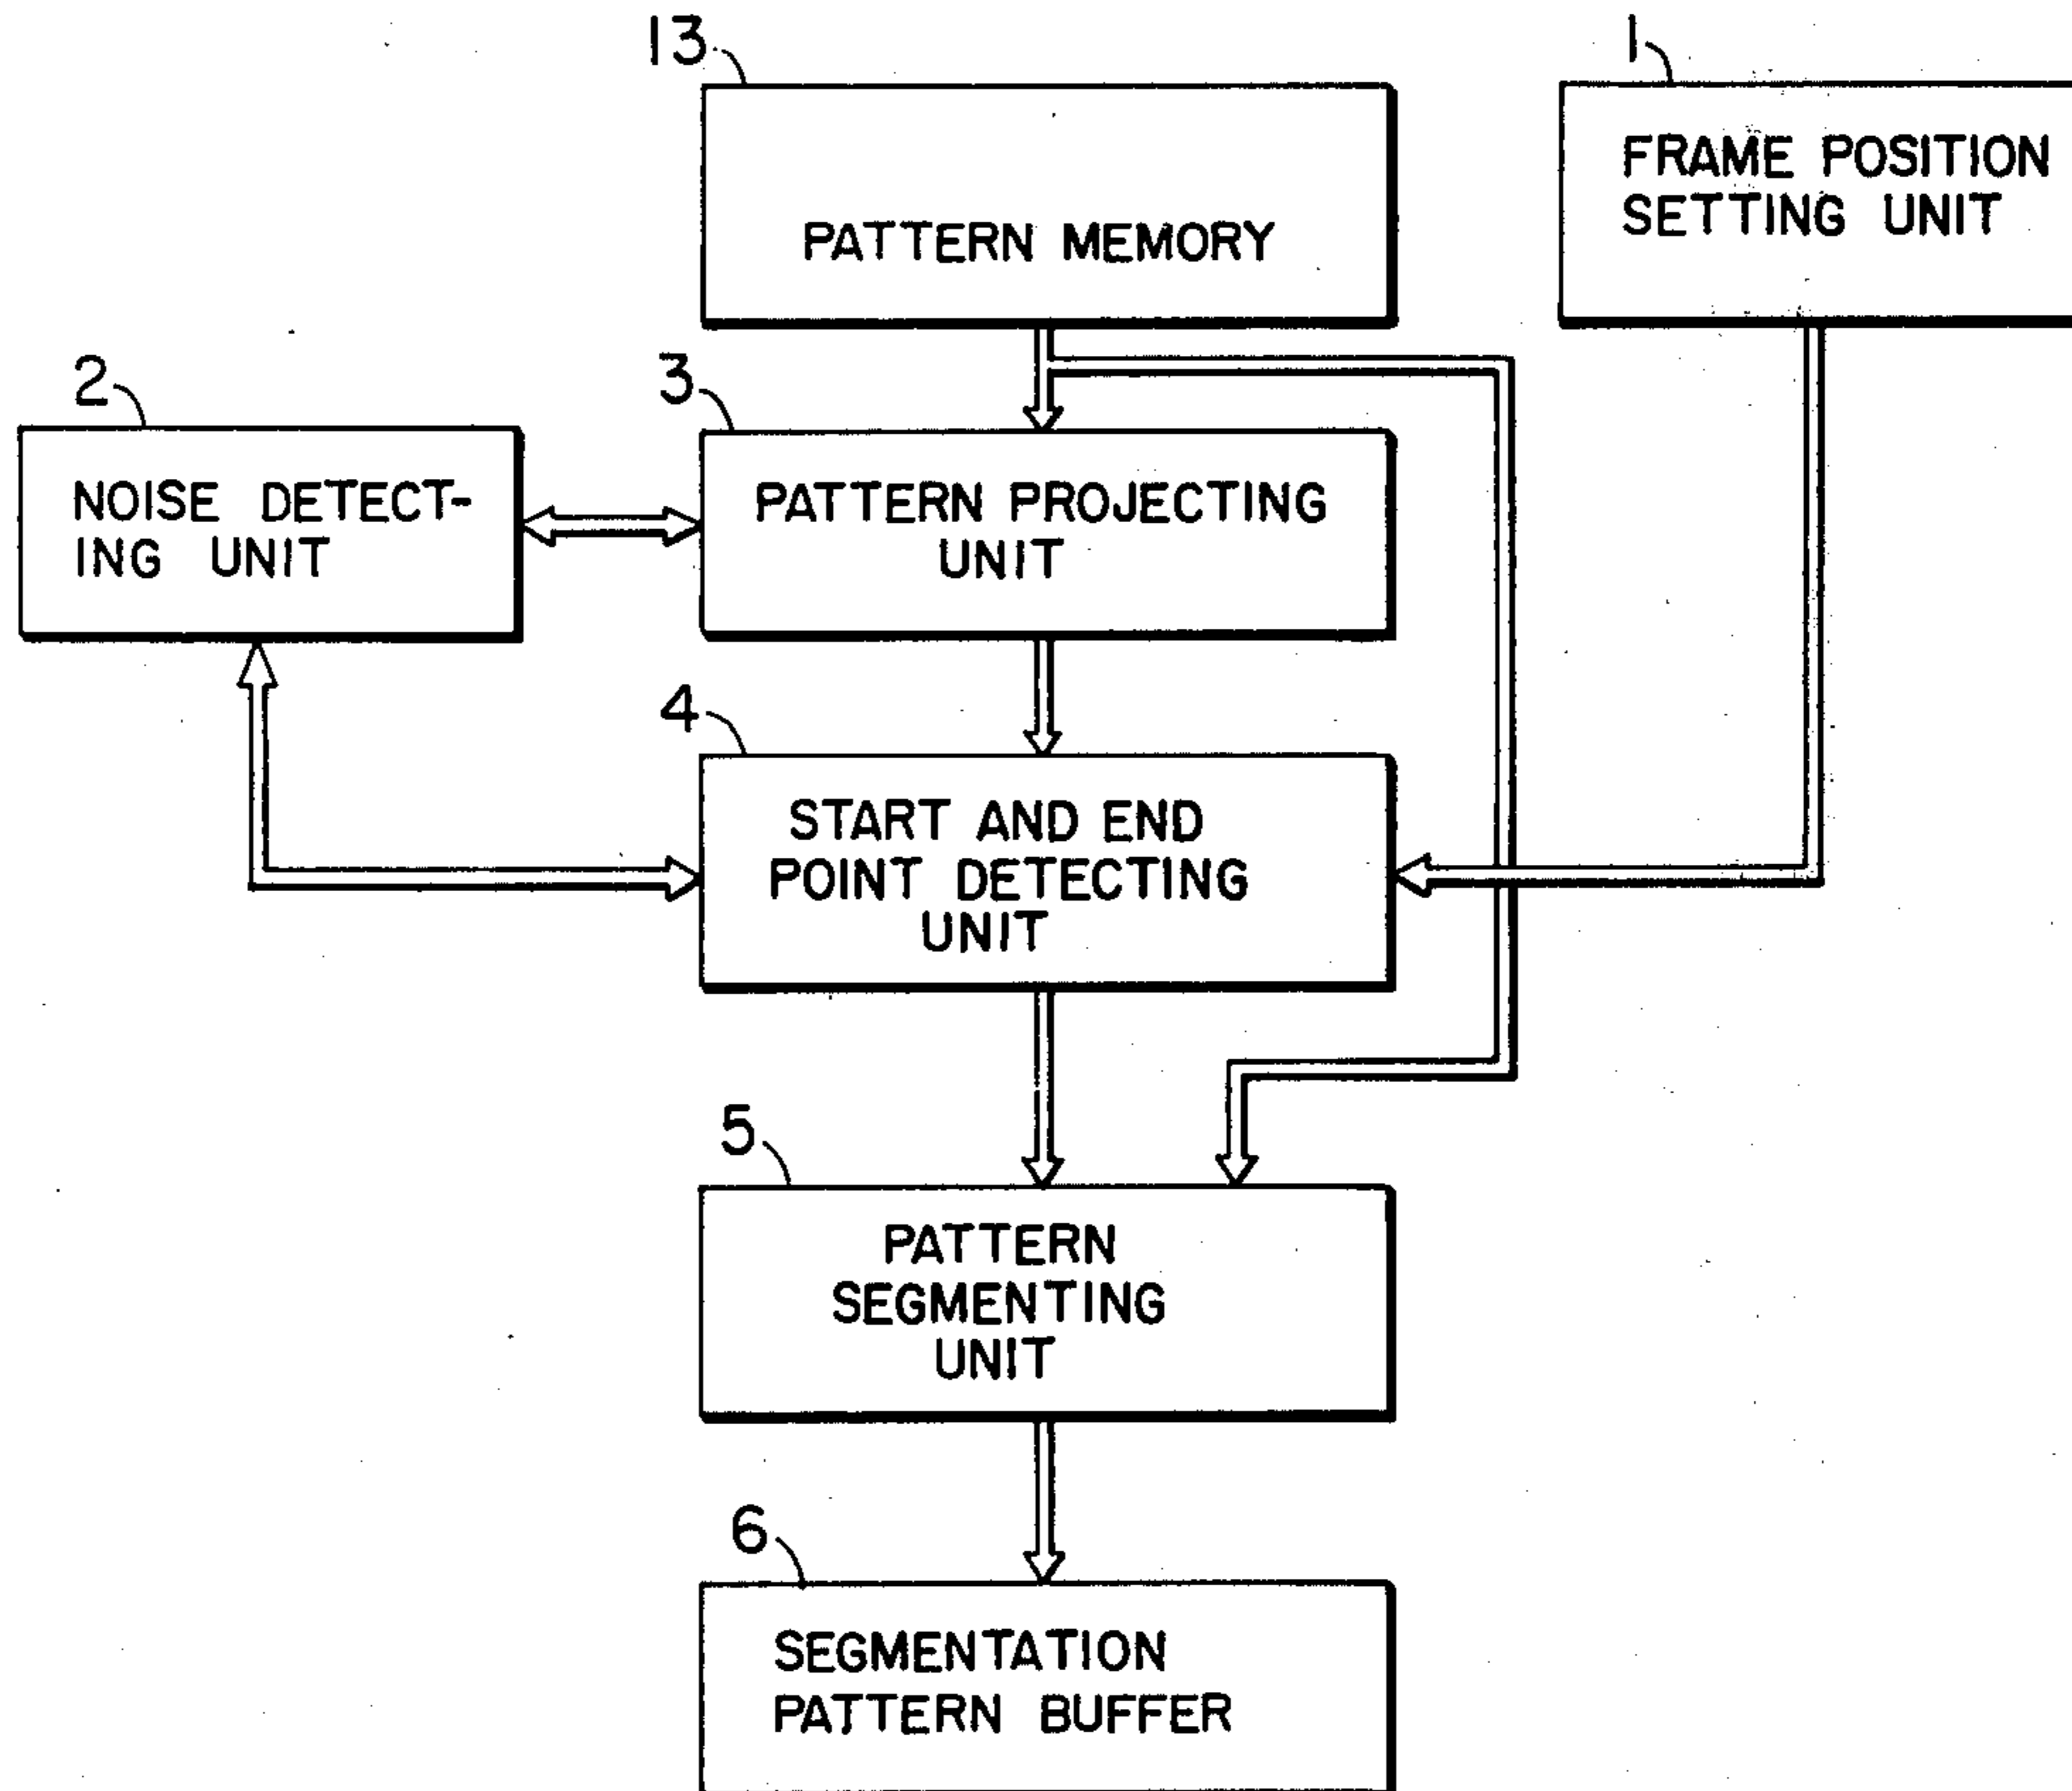 13
PATTERN MEMORY
1
FRAME POSITION
SETTING UNIT
2
NOISE DETECT-
ING UNIT
3
PATTERN PROJECTING
UNIT
4
START AND END
POINT DETECTING
UNIT
5
PATTERN
SEGMENTING
UNIT
6
SEGMENTATION
PATTERN BUFFER